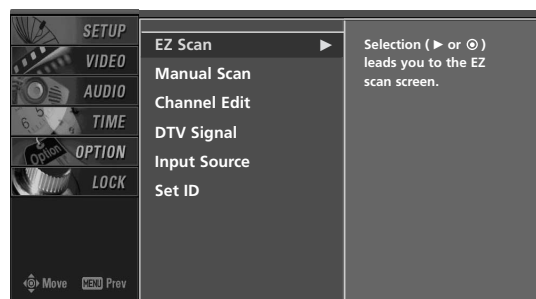 SETUP
VIDEO
AUDIO
TIME
OPTION
LOCK
Move MENU Prev
EZ Scan ▶
Manual Scan
Channel Edit
DTV Signal
Input Source
Set ID
Selection ( ▶ or ⊙ )
leads you to the EZ
scan screen.